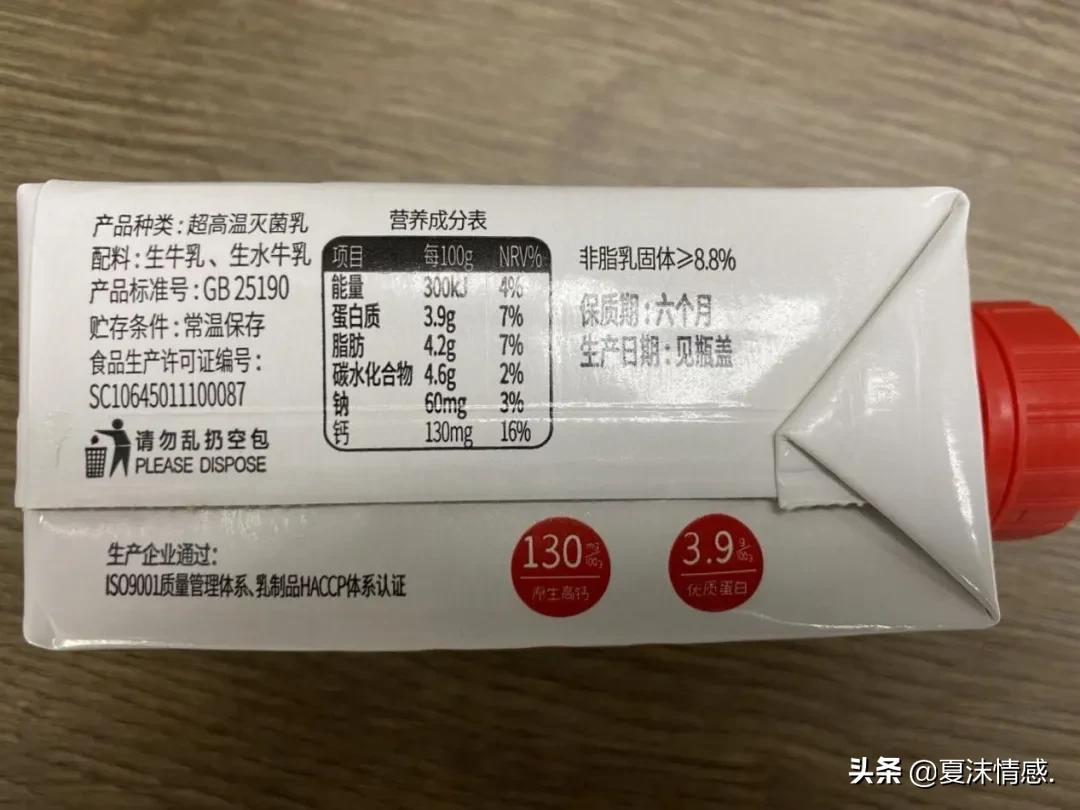 产品种类：超高温灭菌乳
配料：生牛乳、生水牛乳
产品标准号：GB 25190
贮存条件：常温保存
食品生产许可证编号：
SC10645011100087
请勿乱扔空包
PLEASE DISPOSE
营养成分表
项目 每100g NRV%
能量 300kJ 4%
蛋白质 3.9g 7%
脂肪 4.2g 7%
碳水化合物 4.6g 2%
钠 60mg 3%
钙 130mg 16%
非脂乳固体≥8.8%
保质期：六个月
生产日期：见瓶盖
生产企业通过：
ISO9001质量管理体系、乳制品HACCP体系认证
130 mg/100g
原生高钙
3.9 g/100g
优质蛋白
头条 @夏沫情感.